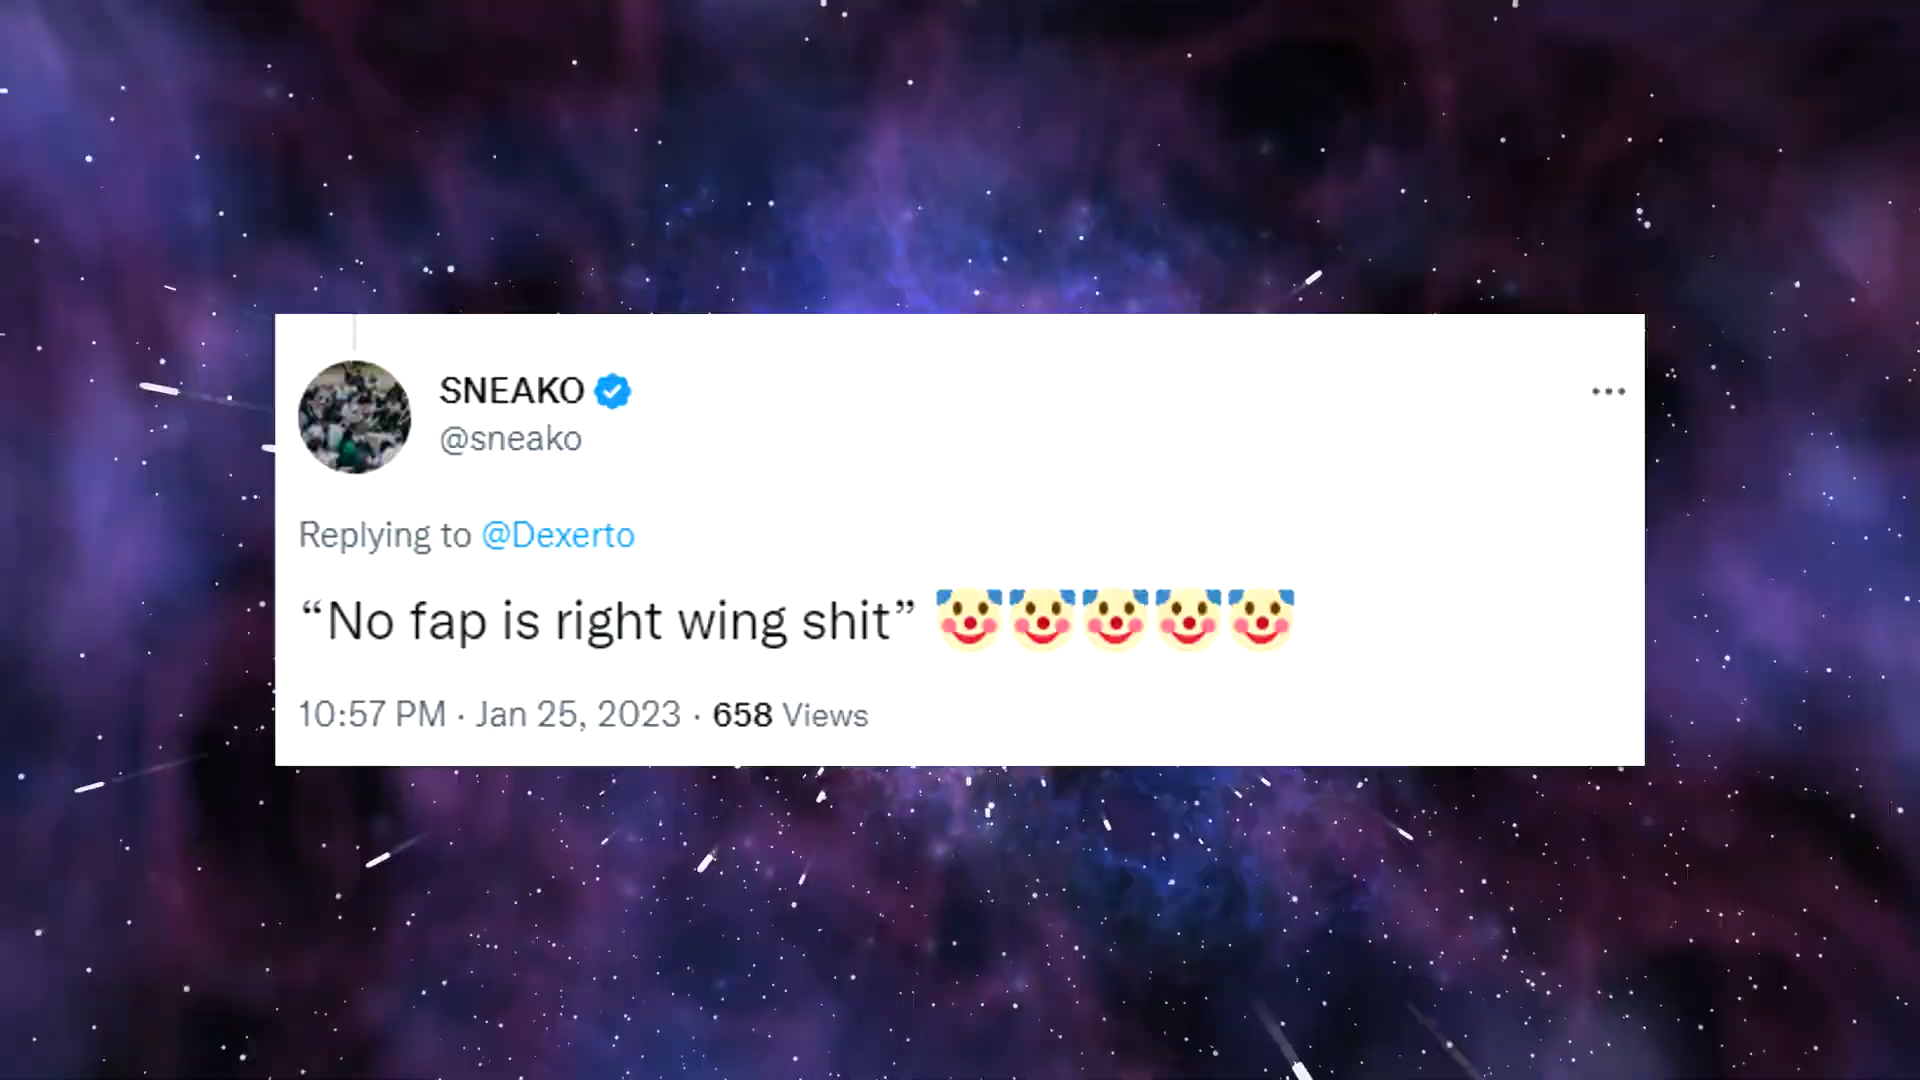 SNEAKO
@sneako
Replying to @Dexerto
“No fap is right wing shit” 🤡🤡🤡🤡🤡
10:57 PM · Jan 25, 2023 · 658 Views